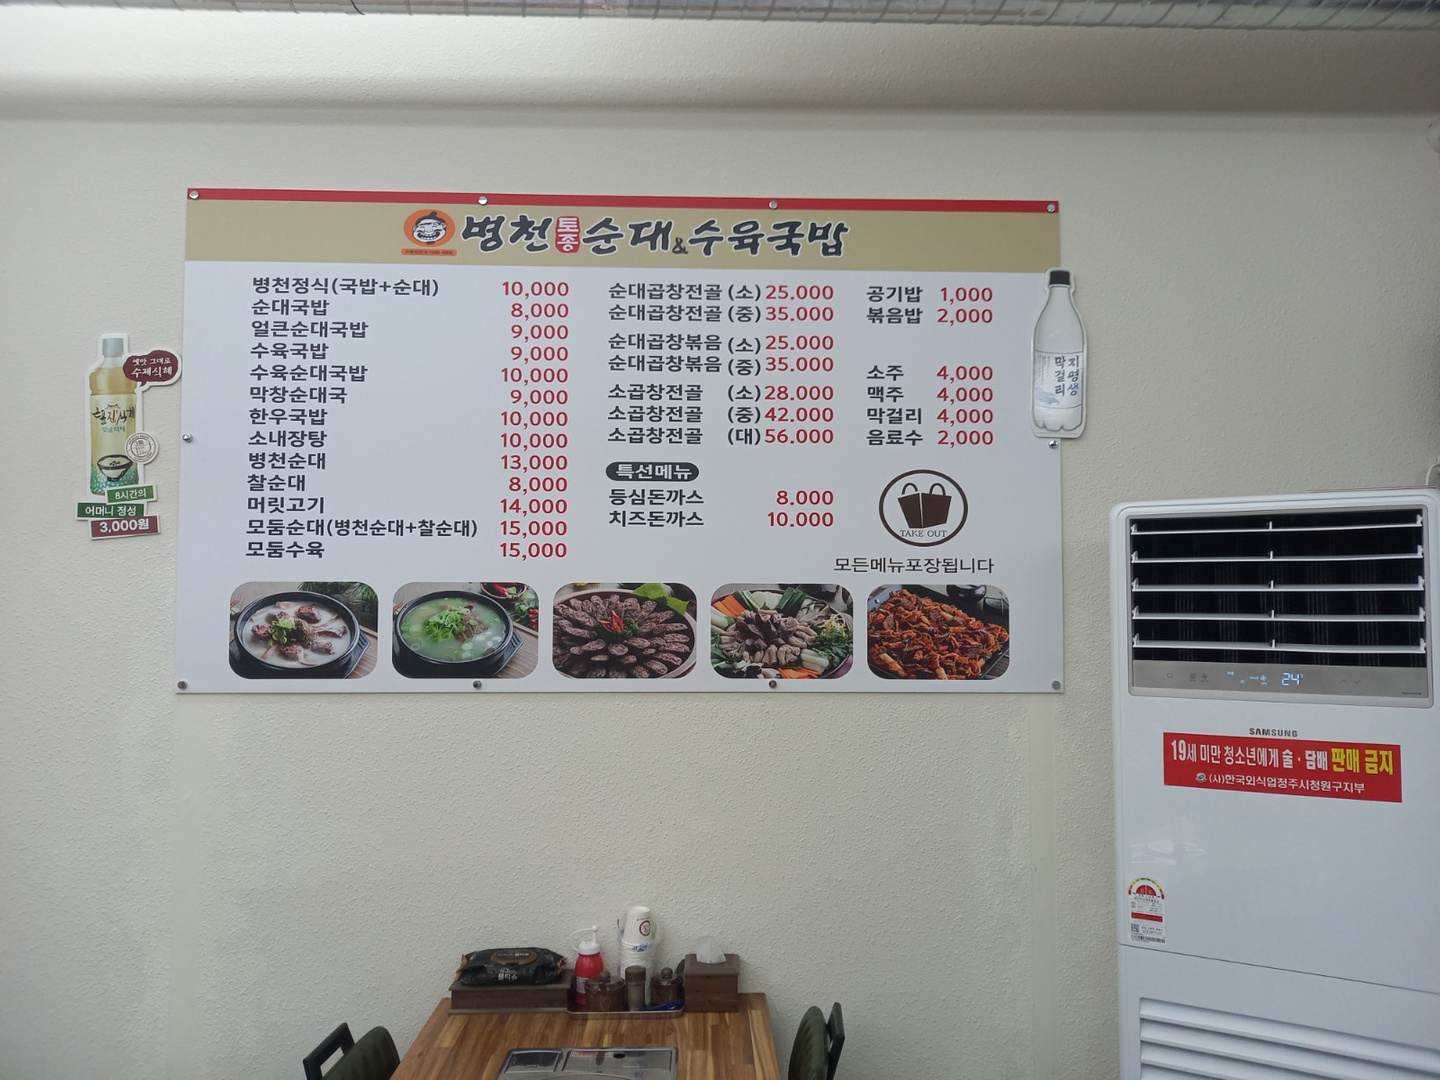 병천토종순대&수육국밥
병천정식(국밥+순대) 10,000
순대국밥 8,000
얼큰순대국밥 9,000
수육국밥 9,000
수육순대국밥 10,000
막창순대국 9,000
한우국밥 10,000
소내장탕 10,000
병천순대 13,000
찰순대 8,000
머릿고기 14,000
모둠순대(병천순대+찰순대) 15,000
모둠수육 15,000
순대곱창전골 (소) 25.000
순대곱창전골 (중) 35.000
순대곱창볶음 (소) 25.000
순대곱창볶음 (중) 35.000
소곱창전골 (소) 28.000
소곱창전골 (중) 42.000
소곱창전골 (대) 56.000
특선메뉴
등심돈까스 8.000
치즈돈까스 10.000
공기밥 1,000
볶음밥 2,000
소주 4,000
맥주 4,000
막걸리 4,000
음료수 2,000
TAKE OUT
모든메뉴포장됩니다
옛맛 그대로
수제식혜
8시간의
어머니 정성
3,000원
지평생
막걸리
24
SAMSUNG
19세 미만 청소년에게 술·담배 판매 금지
(사)한국외식업청주시청원구지부
물티슈